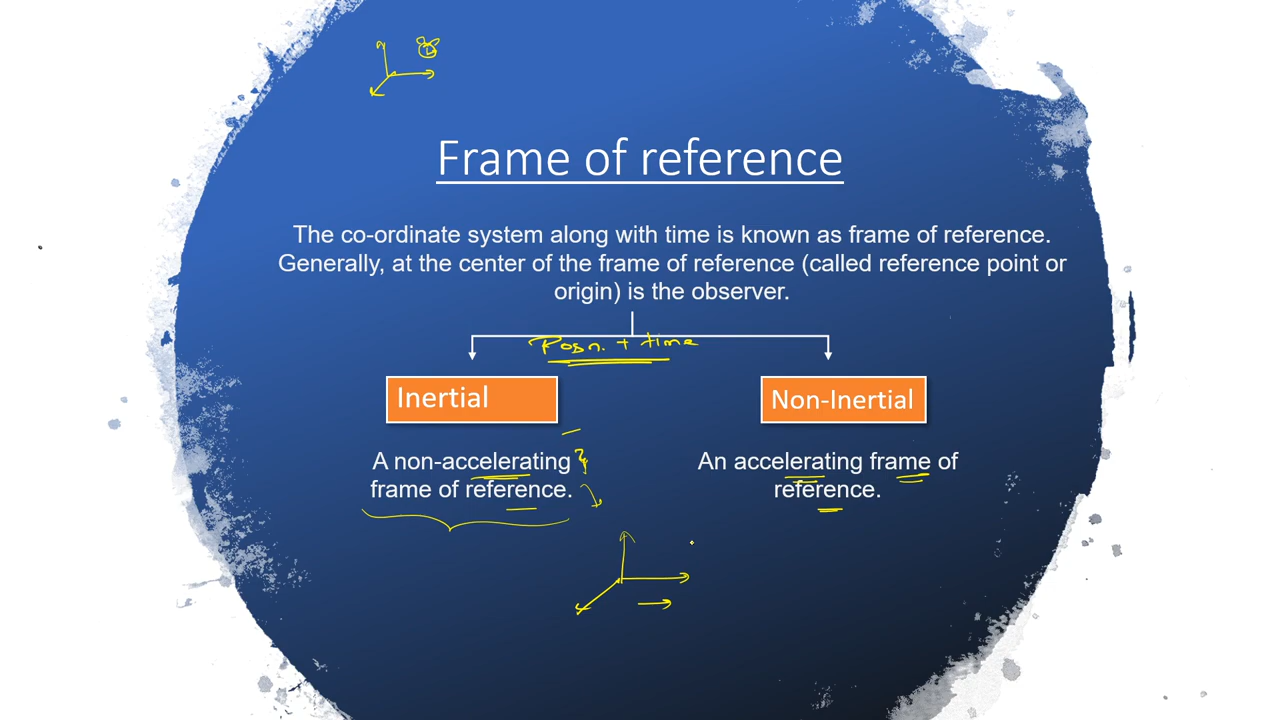 Frame of reference
The co-ordinate system along with time is known as frame of reference.
Generally, at the center of the frame of reference (called reference point or
origin) is the observer.
Posn. + time
Inertial
Non-Inertial
A non-accelerating
frame of reference.
An accelerating frame of
reference.